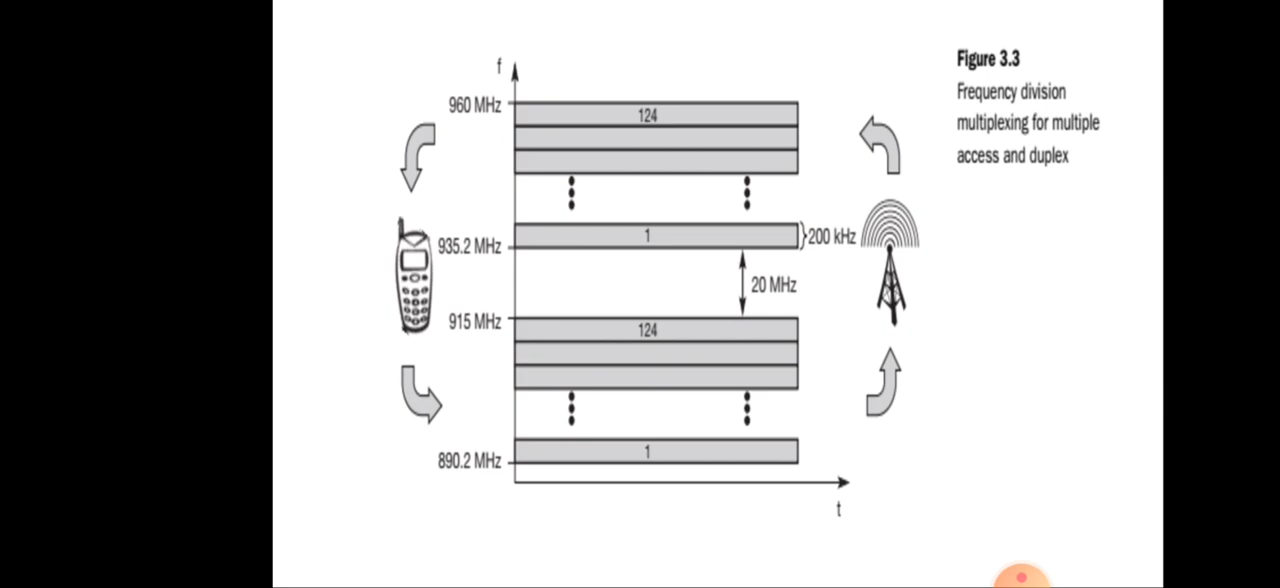 Figure 3.3
Frequency division
multiplexing for multiple
access and duplex
f
960 MHz
124
1
200 kHz
935.2 MHz
20 MHz
915 MHz
124
1
890.2 MHz
t